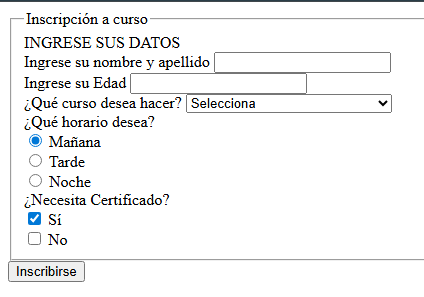 Inscripción a curso
INGRESE SUS DATOS
Ingrese su nombre y apellido
Ingrese su Edad
¿Qué curso desea hacer? Selecciona
¿Qué horario desea?
Mañana
Tarde
Noche
¿Necesita Certificado?
Sí
No
Inscribirse